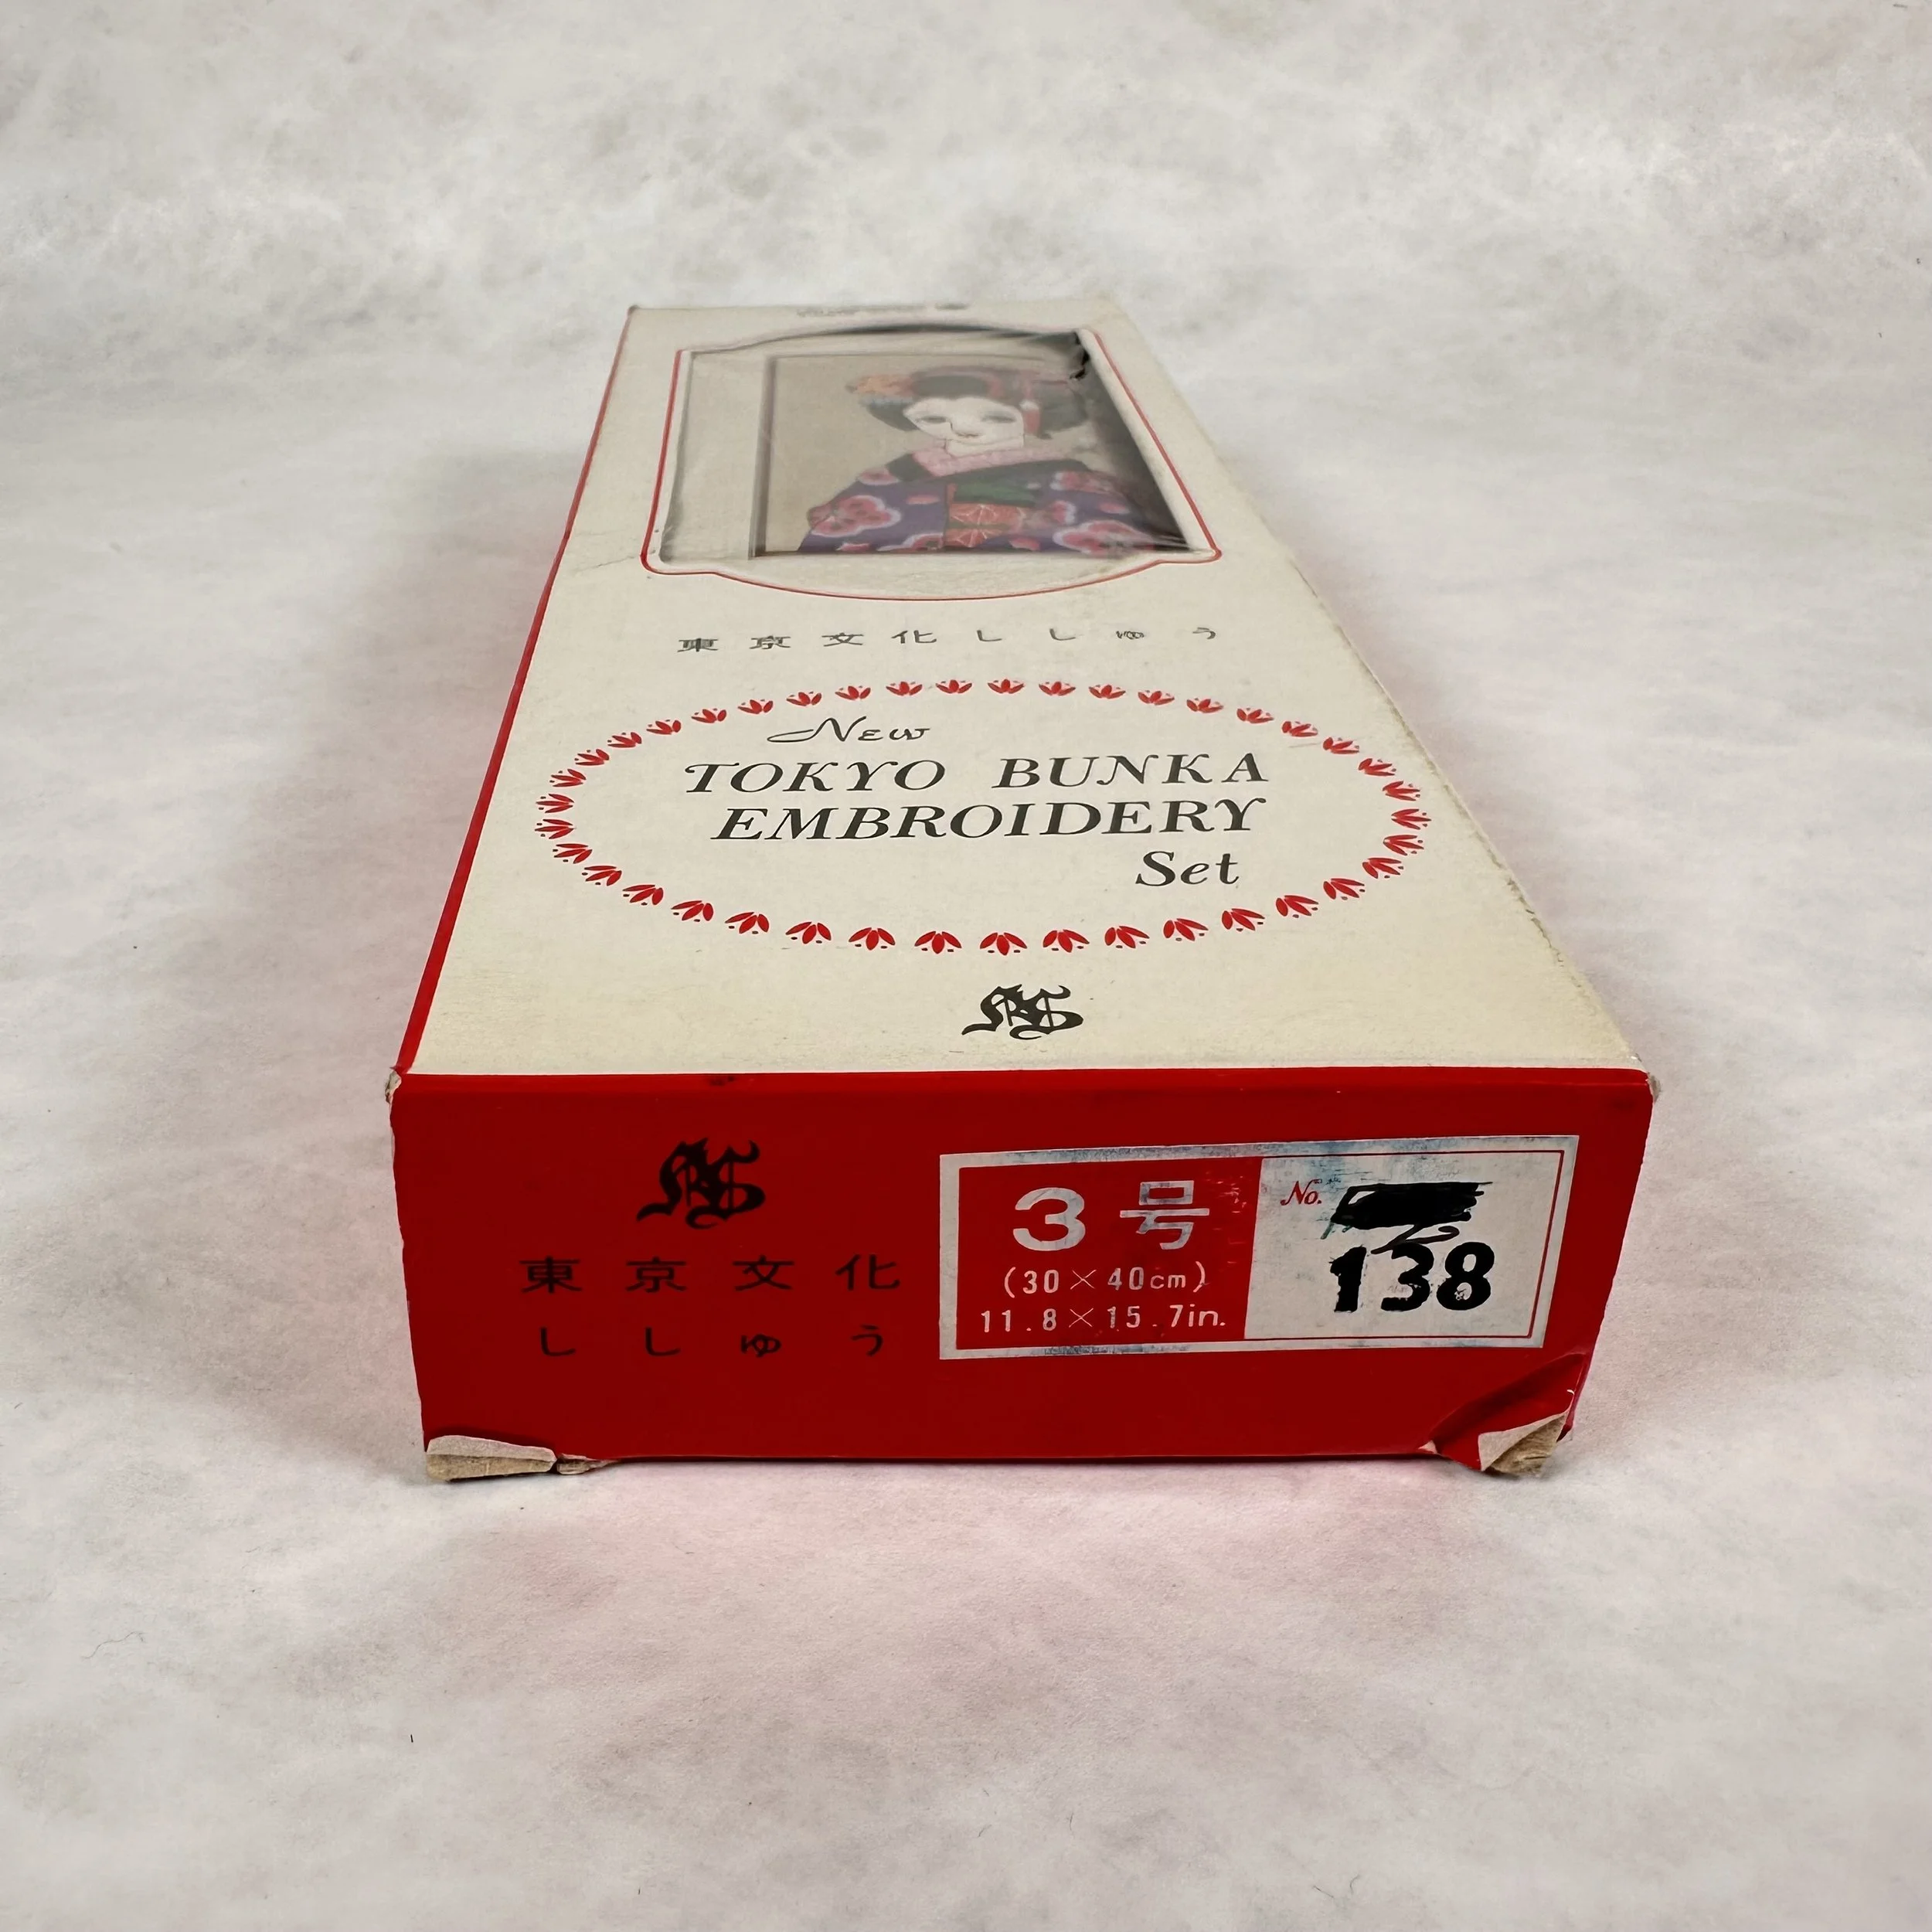 東京文化ししゅう
New
TOKYO BUNKA
EMBROIDERY
Set
東京文化
ししゅう
3号
(30×40cm)
11.8×15.7in.
No.
138